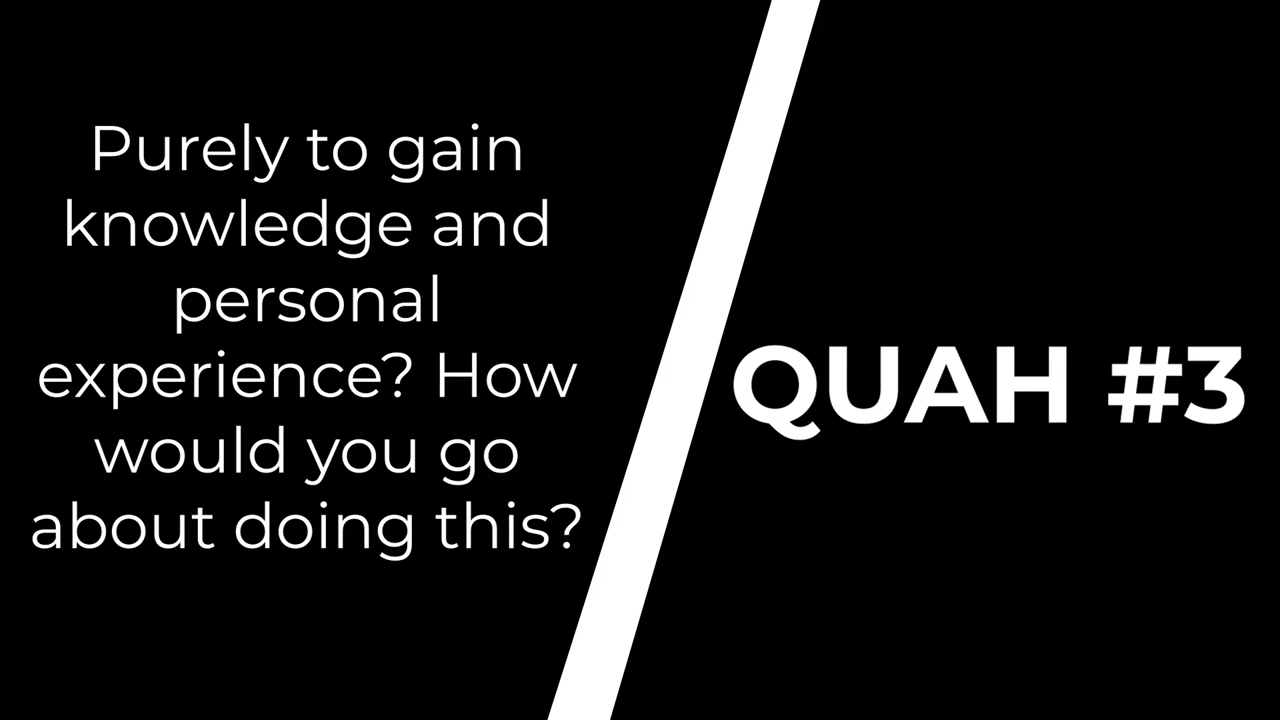 Purely to gain
knowledge and
personal
experience? How
would you go
about doing this?
QUAH #3